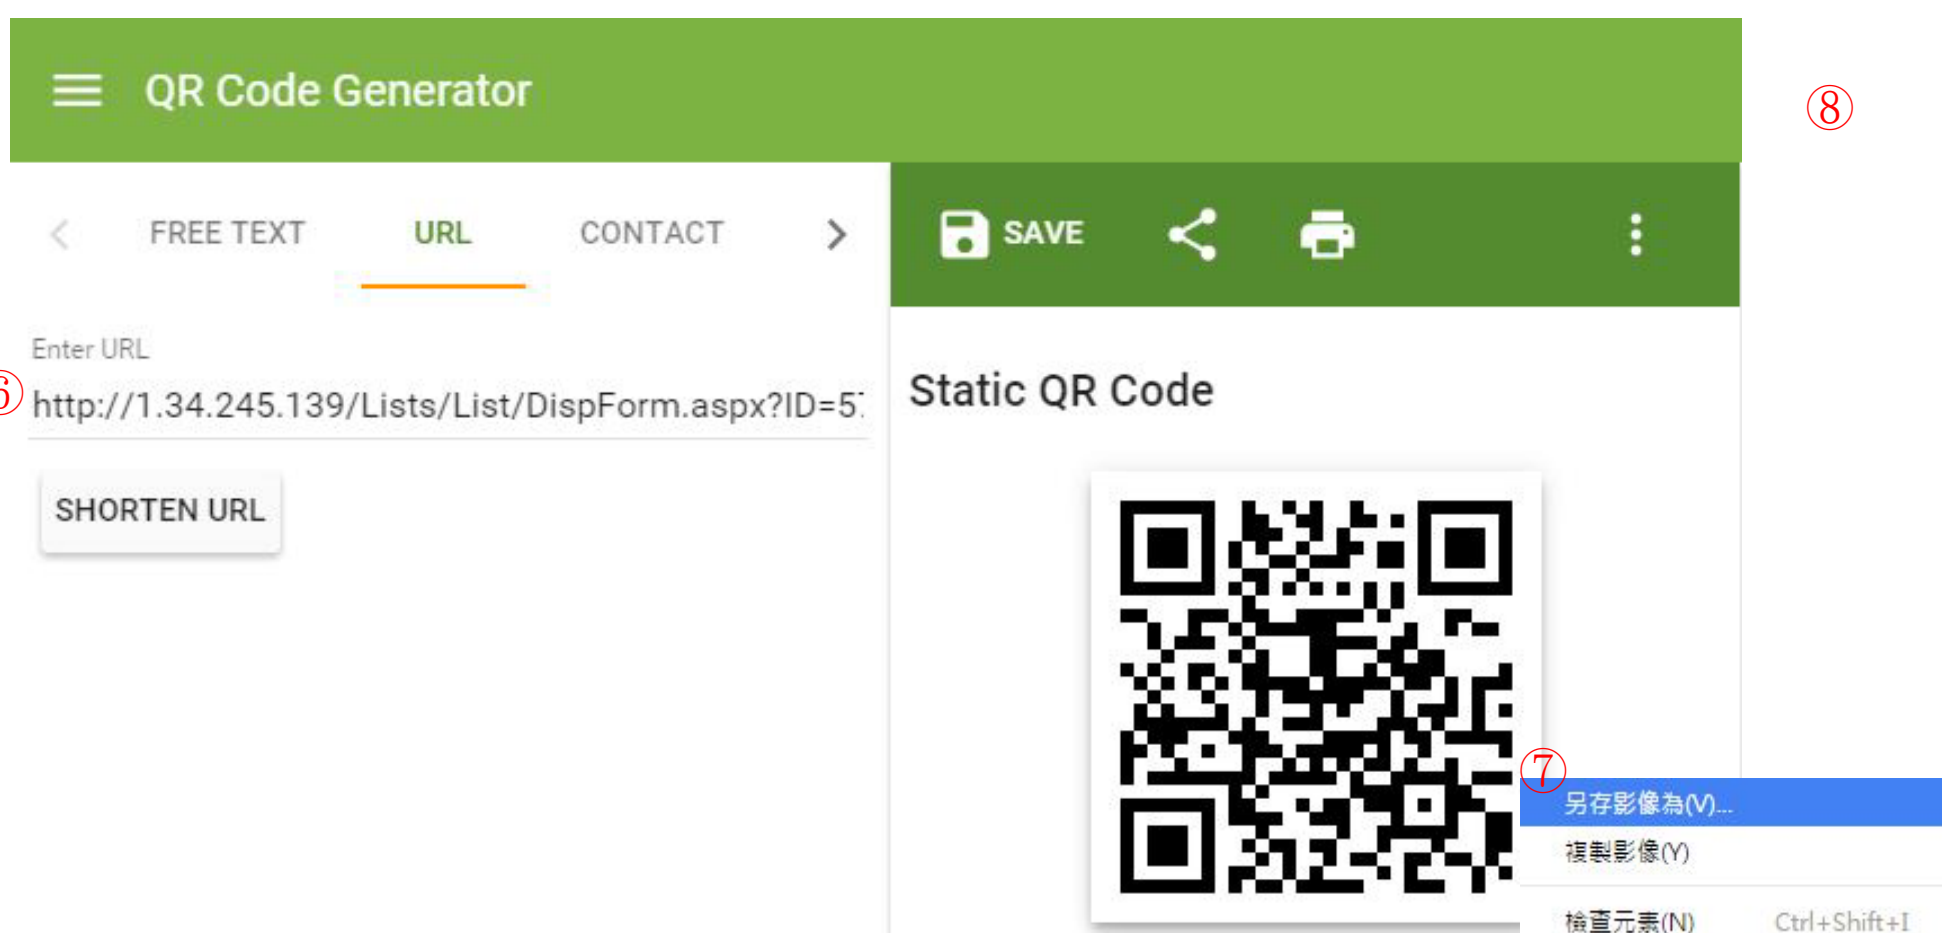 QR Code Generator
⑧
FREE TEXT URL CONTACT
SAVE
Enter URL
⑥
http://1.34.245.139/Lists/List/DispForm.aspx?ID=57
Static QR Code
SHORTEN URL
⑦
另存影像為(V)...
複製影像(Y)
檢查元素(N) Ctrl+Shift+I